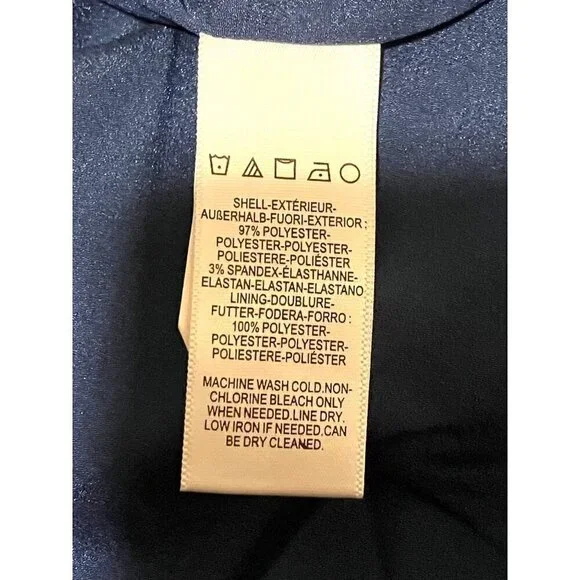 SHELL-EXTÉRIEUR-
AUßERHALB-FUORI-EXTERIOR :
97% POLYESTER-
POLYESTER-POLYESTER-
POLIESTERE-POLIÉSTER
3% SPANDEX-ÉLASTHANNE-
ELASTAN-ELASTAN-ELASTANO
LINING-DOUBLURE-
FUTTER-FODERA-FORRO :
100% POLYESTER-
POLYESTER-POLYESTER-
POLIESTERE-POLIÉSTER
MACHINE WASH COLD.NON-
CHLORINE BLEACH ONLY
WHEN NEEDED.LINE DRY.
LOW IRON IF NEEDED.CAN
BE DRY CLEANED.